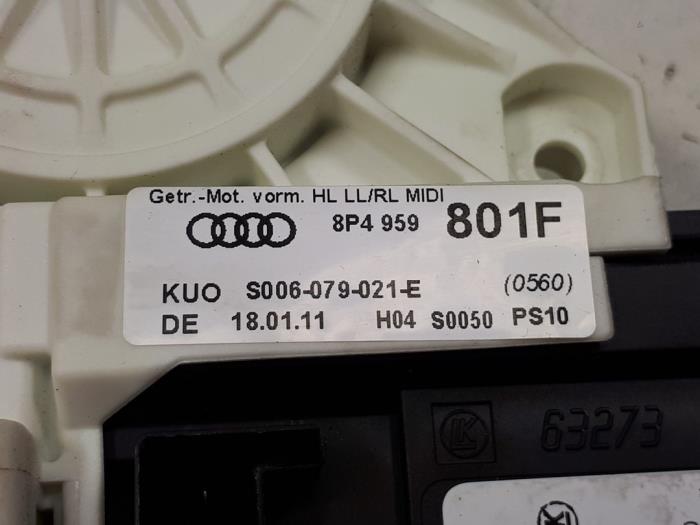 Getr.-Mot. vorm. HL LL/RL MIDI
8P4 959 801F
KUO S006-079-021-E (0560)
DE 18.01.11 H04 S0050 PS10
LK 63273
K